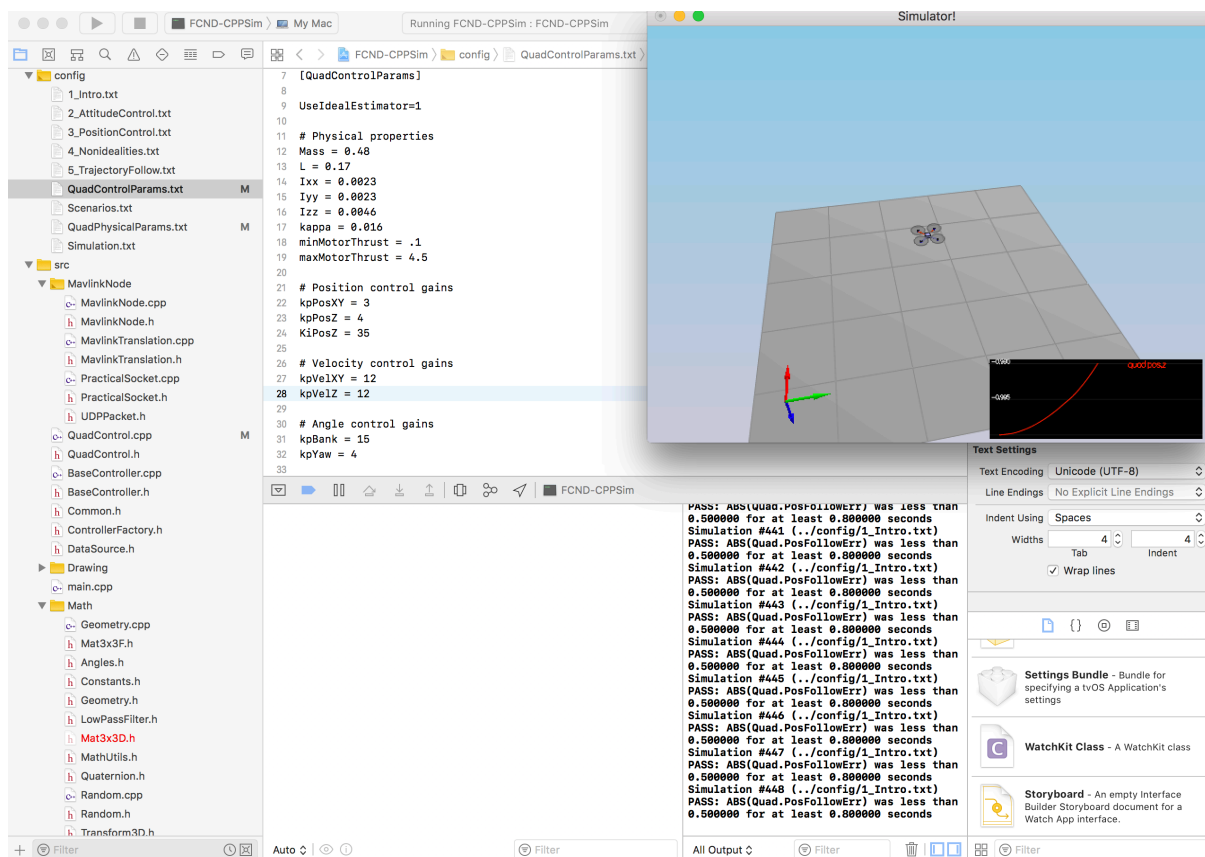 FCND-CPPSim
My Mac
Running FCND-CPPSim : FCND-CPPSim
Simulator!
FCND-CPPSim
config
QuadControlParams.txt
config
1_Intro.txt
2_AttitudeControl.txt
3_PositionControl.txt
4_Nonidealities.txt
5_TrajectoryFollow.txt
QuadControlParams.txt M
Scenarios.txt
QuadPhysicalParams.txt M
Simulation.txt
src
MavlinkNode
MavlinkNode.cpp
MavlinkNode.h
MavlinkTranslation.cpp
MavlinkTranslation.h
PracticalSocket.cpp
PracticalSocket.h
UDPPacket.h
QuadControl.cpp M
QuadControl.h
BaseController.cpp
BaseController.h
Common.h
ControllerFactory.h
DataSource.h
Drawing
main.cpp
Math
Geometry.cpp
Mat3x3F.h
Angles.h
Constants.h
Geometry.h
LowPassFilter.h
Mat3x3D.h
MathUtils.h
Quaternion.h
Random.cpp
Random.h
Transform3D.h
Filter
7 [QuadControlParams]
8
9 UseIdealEstimator=1
10
11 # Physical properties
12 Mass = 0.48
13 L = 0.17
14 Ixx = 0.0023
15 Iyy = 0.0023
16 Izz = 0.0046
17 kappa = 0.016
18 minMotorThrust = .1
19 maxMotorThrust = 4.5
20
21 # Position control gains
22 kpPosXY = 3
23 kpPosZ = 4
24 KiPosZ = 35
25
26 # Velocity control gains
27 kpVelXY = 12
28 kpVelZ = 12
29
30 # Angle control gains
31 kpBank = 15
32 kpYaw = 4
33
-0.990
quad.pos.z
-0.995
FCND-CPPSim
PASS: ABS(Quad.PosFollowErr) was less than
0.500000 for at least 0.800000 seconds
Simulation #441 (../config/1_Intro.txt)
PASS: ABS(Quad.PosFollowErr) was less than
0.500000 for at least 0.800000 seconds
Simulation #442 (../config/1_Intro.txt)
PASS: ABS(Quad.PosFollowErr) was less than
0.500000 for at least 0.800000 seconds
Simulation #443 (../config/1_Intro.txt)
PASS: ABS(Quad.PosFollowErr) was less than
0.500000 for at least 0.800000 seconds
Simulation #444 (../config/1_Intro.txt)
PASS: ABS(Quad.PosFollowErr) was less than
0.500000 for at least 0.800000 seconds
Simulation #445 (../config/1_Intro.txt)
PASS: ABS(Quad.PosFollowErr) was less than
0.500000 for at least 0.800000 seconds
Simulation #446 (../config/1_Intro.txt)
PASS: ABS(Quad.PosFollowErr) was less than
0.500000 for at least 0.800000 seconds
Simulation #447 (../config/1_Intro.txt)
PASS: ABS(Quad.PosFollowErr) was less than
0.500000 for at least 0.800000 seconds
Simulation #448 (../config/1_Intro.txt)
PASS: ABS(Quad.PosFollowErr) was less than
0.500000 for at least 0.800000 seconds
Auto
Filter
All Output
Filter
Text Settings
Text Encoding Unicode (UTF-8)
Line Endings No Explicit Line Endings
Indent Using Spaces
Widths 4 4
Tab Indent
Wrap lines
{}
Settings Bundle - Bundle for
specifying a tvOS Application's
settings
C
WatchKit Class - A WatchKit class
Storyboard - An empty Interface
Builder Storyboard document for a
Watch App interface.
Filter